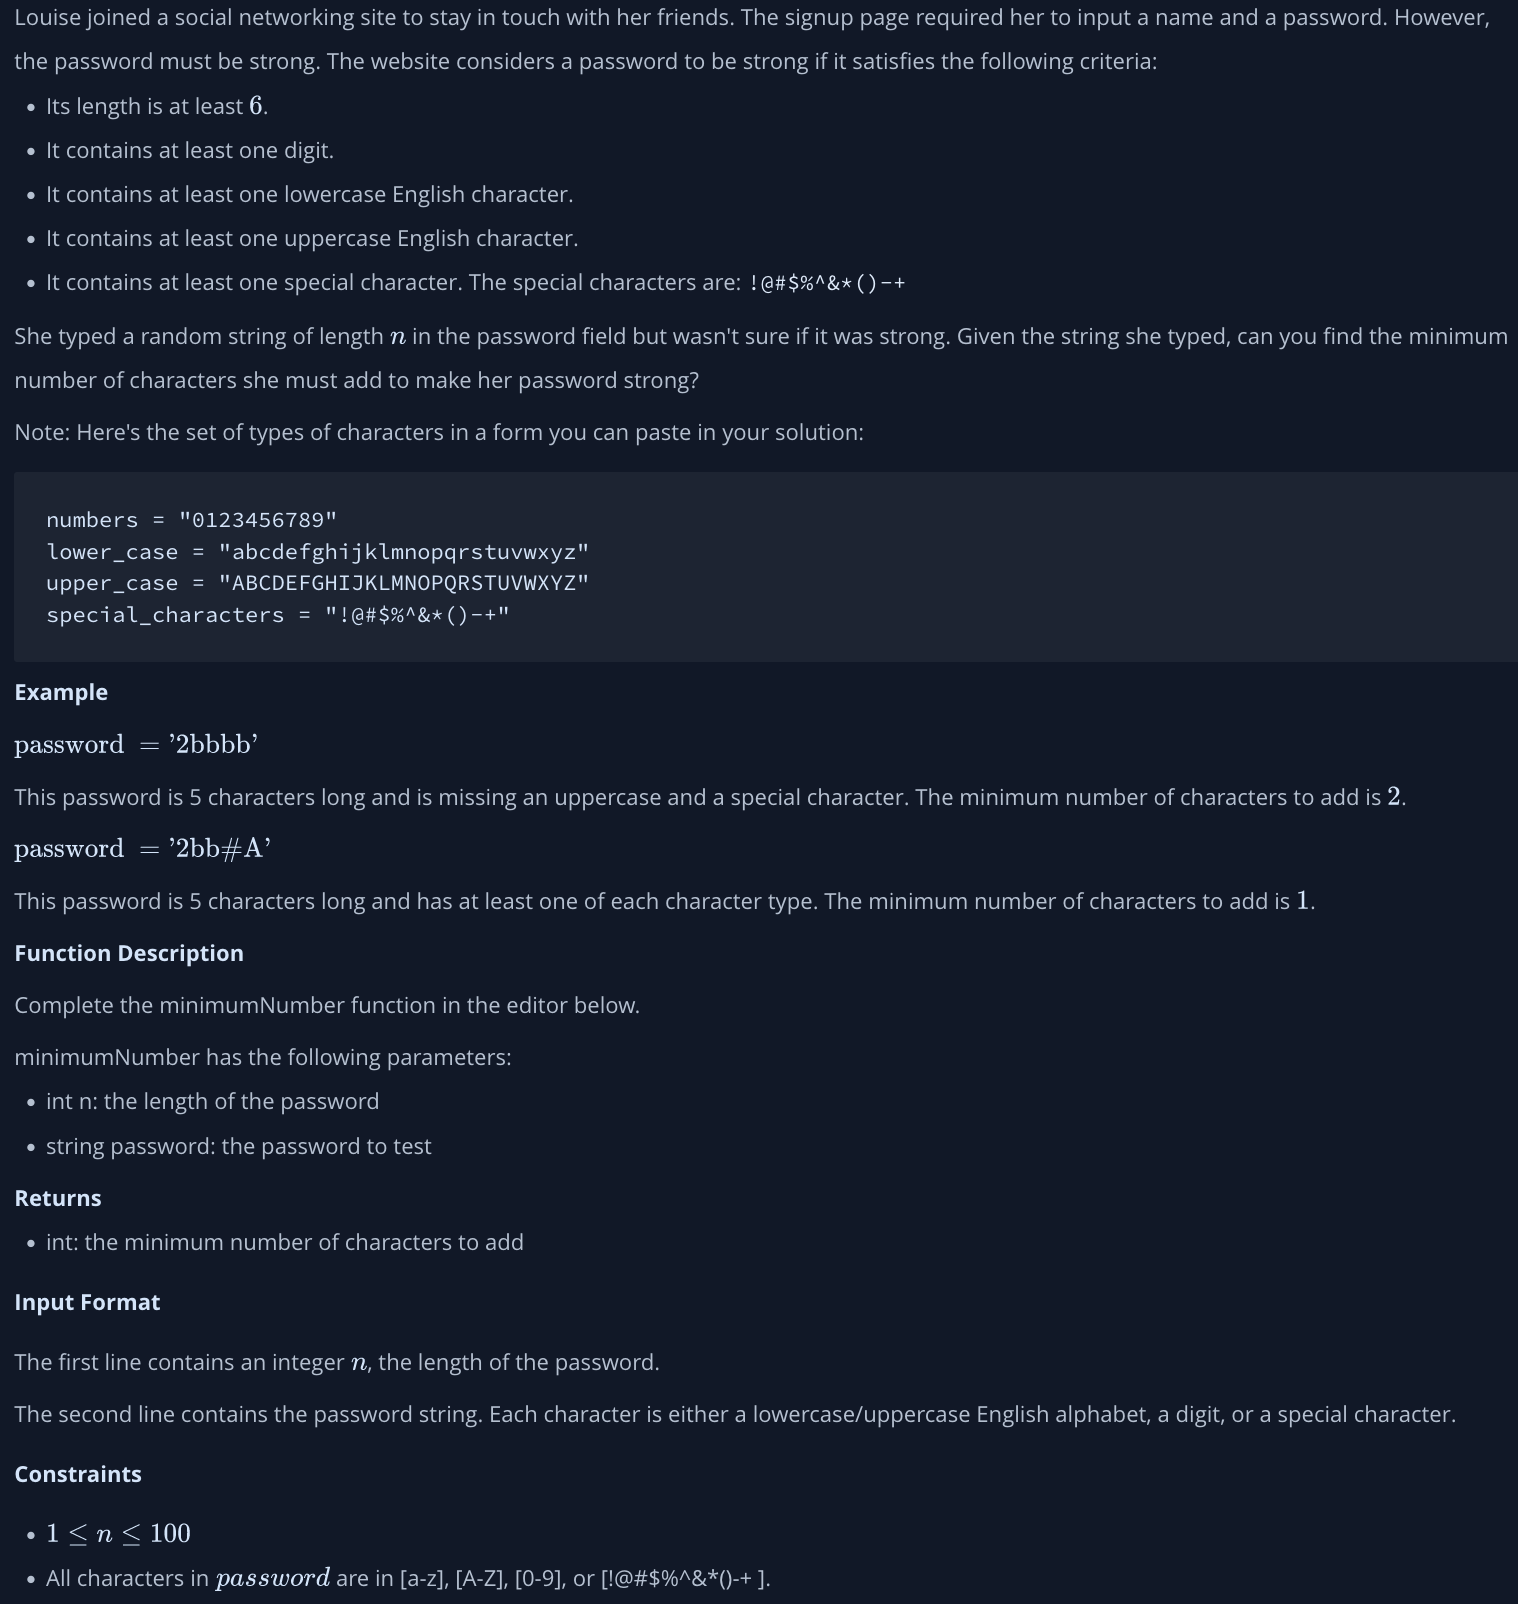 Louise joined a social networking site to stay in touch with her friends. The signup page required her to input a name and a password. However,
the password must be strong. The website considers a password to be strong if it satisfies the following criteria:
• Its length is at least 6.
• It contains at least one digit.
• It contains at least one lowercase English character.
• It contains at least one uppercase English character.
• It contains at least one special character. The special characters are: !@#$%^&*()-+
She typed a random string of length n in the password field but wasn't sure if it was strong. Given the string she typed, can you find the minimum
number of characters she must add to make her password strong?
Note: Here's the set of types of characters in a form you can paste in your solution:
numbers = "0123456789"
lower_case = "abcdefghijklmnopqrstuvwxyz"
upper_case = "ABCDEFGHIJKLMNOPQRSTUVWXYZ"
special_characters = "!@#$%^&*()-+"
Example
password = ’2bbbb’
This password is 5 characters long and is missing an uppercase and a special character. The minimum number of characters to add is 2.
password = ’2bb#A’
This password is 5 characters long and has at least one of each character type. The minimum number of characters to add is 1.
Function Description
Complete the minimumNumber function in the editor below.
minimumNumber has the following parameters:
• int n: the length of the password
• string password: the password to test
Returns
• int: the minimum number of characters to add
Input Format
The first line contains an integer n, the length of the password.
The second line contains the password string. Each character is either a lowercase/uppercase English alphabet, a digit, or a special character.
Constraints
• 1 ≤ n ≤ 100
• All characters in password are in [a-z], [A-Z], [0-9], or [!@#$%^&*()-+ ].